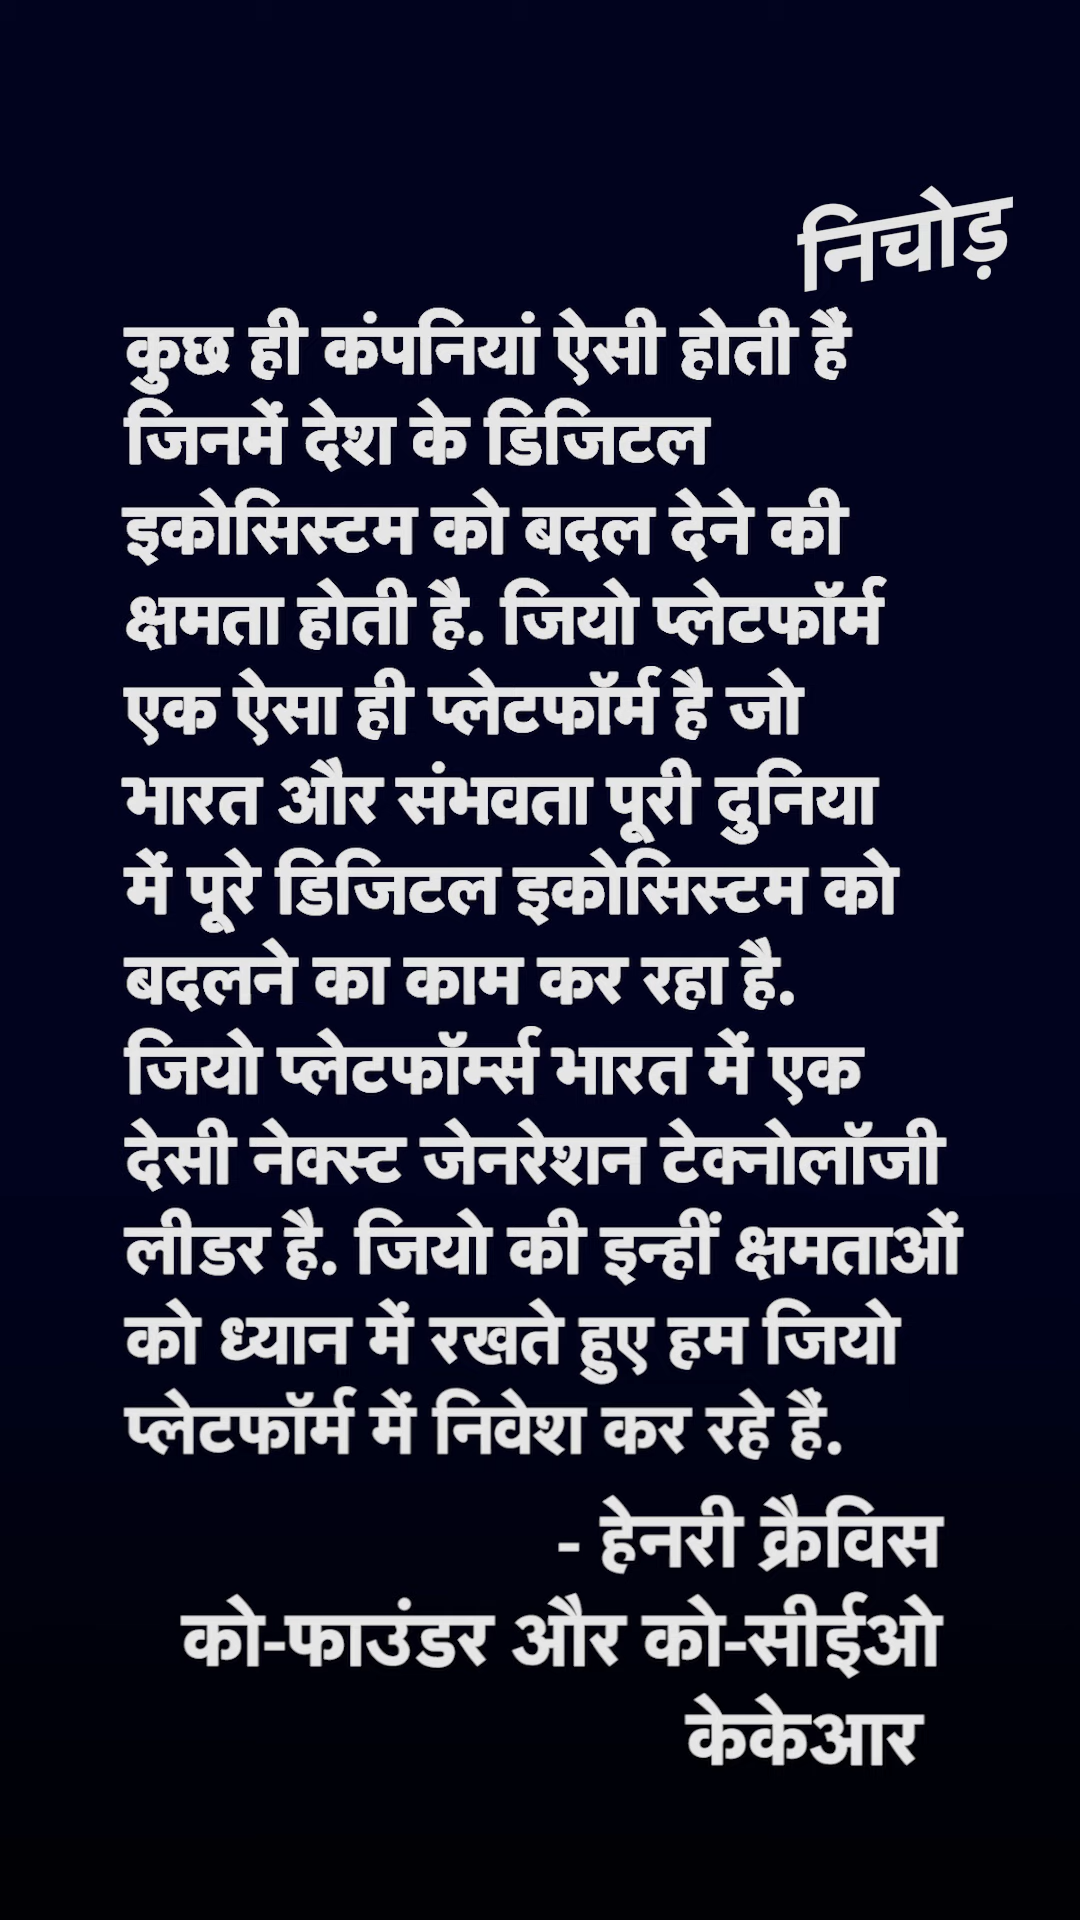 निचोड़
कुछ ही कंपनियां ऐसी होती हैं
जिनमें देश के डिजिटल
इकोसिस्टम को बदल देने की
क्षमता होती है. जियो प्लेटफॉर्म
एक ऐसा ही प्लेटफॉर्म है जो
भारत और संभवता पूरी दुनिया
में पूरे डिजिटल इकोसिस्टम को
बदलने का काम कर रहा है.
जियो प्लेटफॉर्म्स भारत में एक
देसी नेक्स्ट जेनरेशन टेक्नोलॉजी
लीडर है. जियो की इन्हीं क्षमताओं
को ध्यान में रखते हुए हम जियो
प्लेटफॉर्म में निवेश कर रहे हैं.
- हेनरी क्रैविस
को-फाउंडर और को-सीईओ
केकेआर